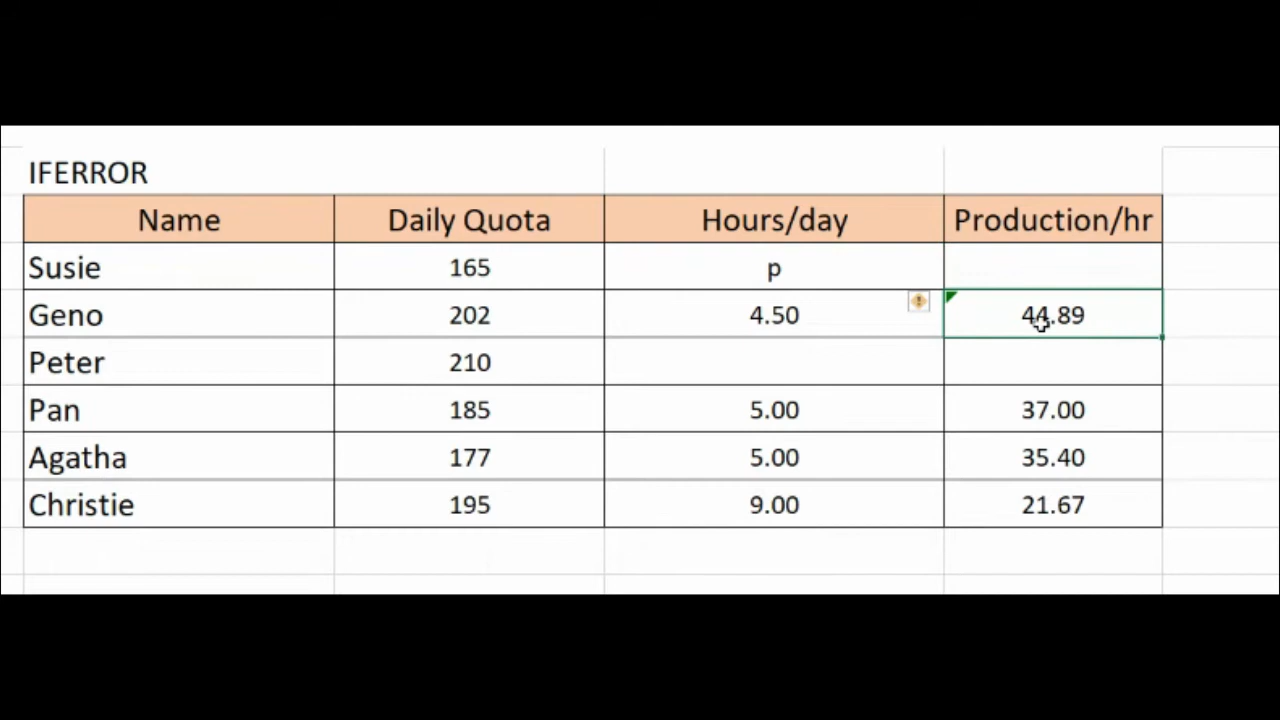 IFERROR
Name Daily Quota Hours/day Production/hr
Susie 165 p
Geno 202 4.50 44.89
Peter 210
Pan 185 5.00 37.00
Agatha 177 5.00 35.40
Christie 195 9.00 21.67